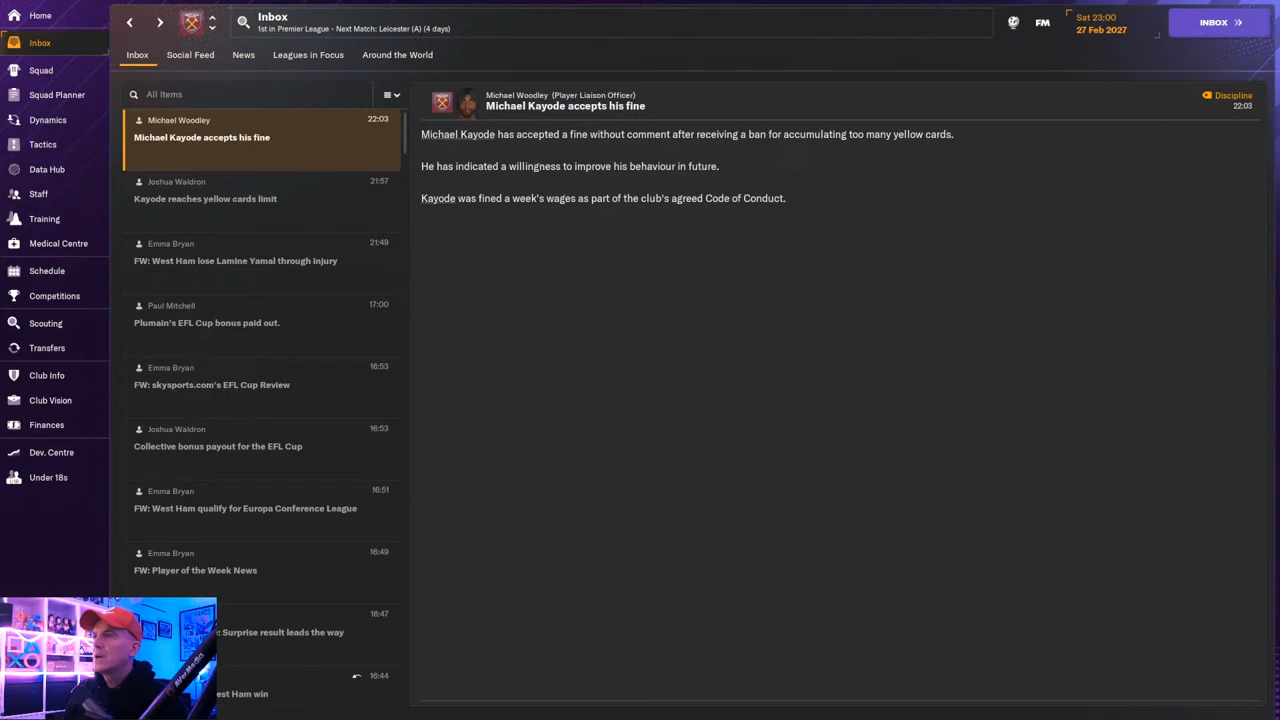 Home
Inbox
Squad
Squad Planner
Dynamics
Tactics
Data Hub
Staff
Training
Medical Centre
Schedule
Competitions
Scouting
Transfers
Club Info
Club Vision
Finances
Dev. Centre
Under 18s
Inbox
1st in Premier League - Next Match: Leicester (A) (4 days)
FM
Sat 23:00
27 Feb 2027
INBOX
Inbox Social Feed News Leagues in Focus Around the World
All Items
Michael Woodley 22:03
Michael Kayode accepts his fine
Joshua Waldron 21:57
Kayode reaches yellow cards limit
Emma Bryan 21:49
FW: West Ham lose Lamine Yamal through injury
Paul Mitchell 17:00
Plumain's EFL Cup bonus paid out.
Emma Bryan 16:53
FW: skysports.com's EFL Cup Review
Joshua Waldron 16:53
Collective bonus payout for the EFL Cup
Emma Bryan 16:51
FW: West Ham qualify for Europa Conference League
Emma Bryan 16:49
FW: Player of the Week News
16:47
: Surprise result leads the way
16:44
est Ham win
Michael Woodley (Player Liaison Officer)
Michael Kayode accepts his fine
Discipline
22:03
Michael Kayode has accepted a fine without comment after receiving a ban for accumulating too many yellow cards.
He has indicated a willingness to improve his behaviour in future.
Kayode was fined a week's wages as part of the club's agreed Code of Conduct.
AVerMedia